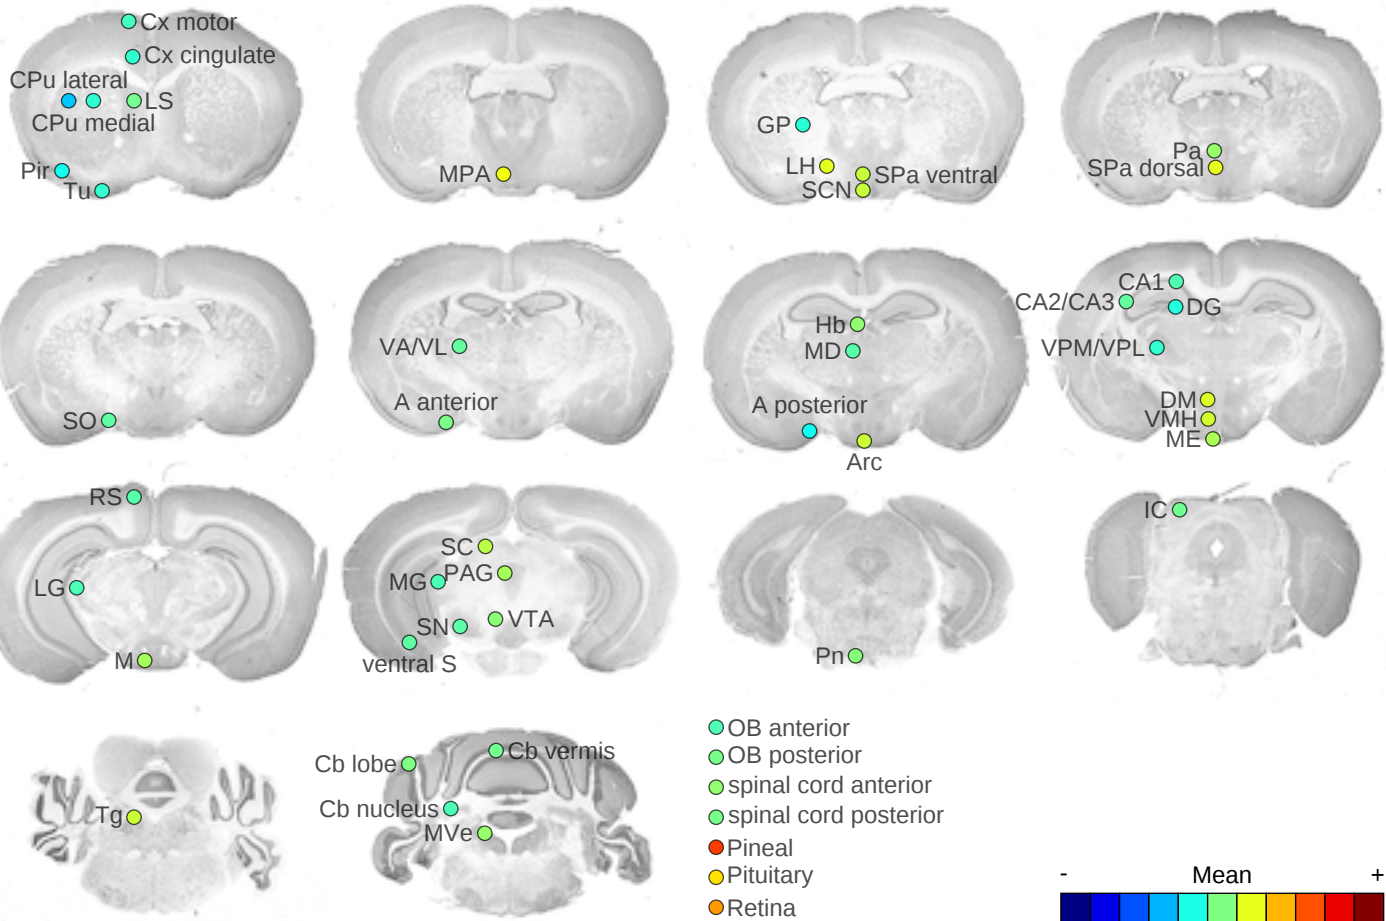 Cx motor
Cx cingulate
CPu lateral
LS
CPu medial
Pir
Tu
MPA
GP
LH
SPa ventral
SCN
Pa
SPa dorsal
SO
VA/VL
A anterior
Hb
MD
A posterior
Arc
CA1
CA2/CA3
DG
VPM/VPL
DM
VMH
ME
RS
LG
M
SC
PAG
MG
VTA
SN
ventral S
Pn
IC
Tg
Cb lobe
Cb vermis
Cb nucleus
MVe
OB anterior
OB posterior
spinal cord anterior
spinal cord posterior
Pineal
Pituitary
Retina
- Mean +